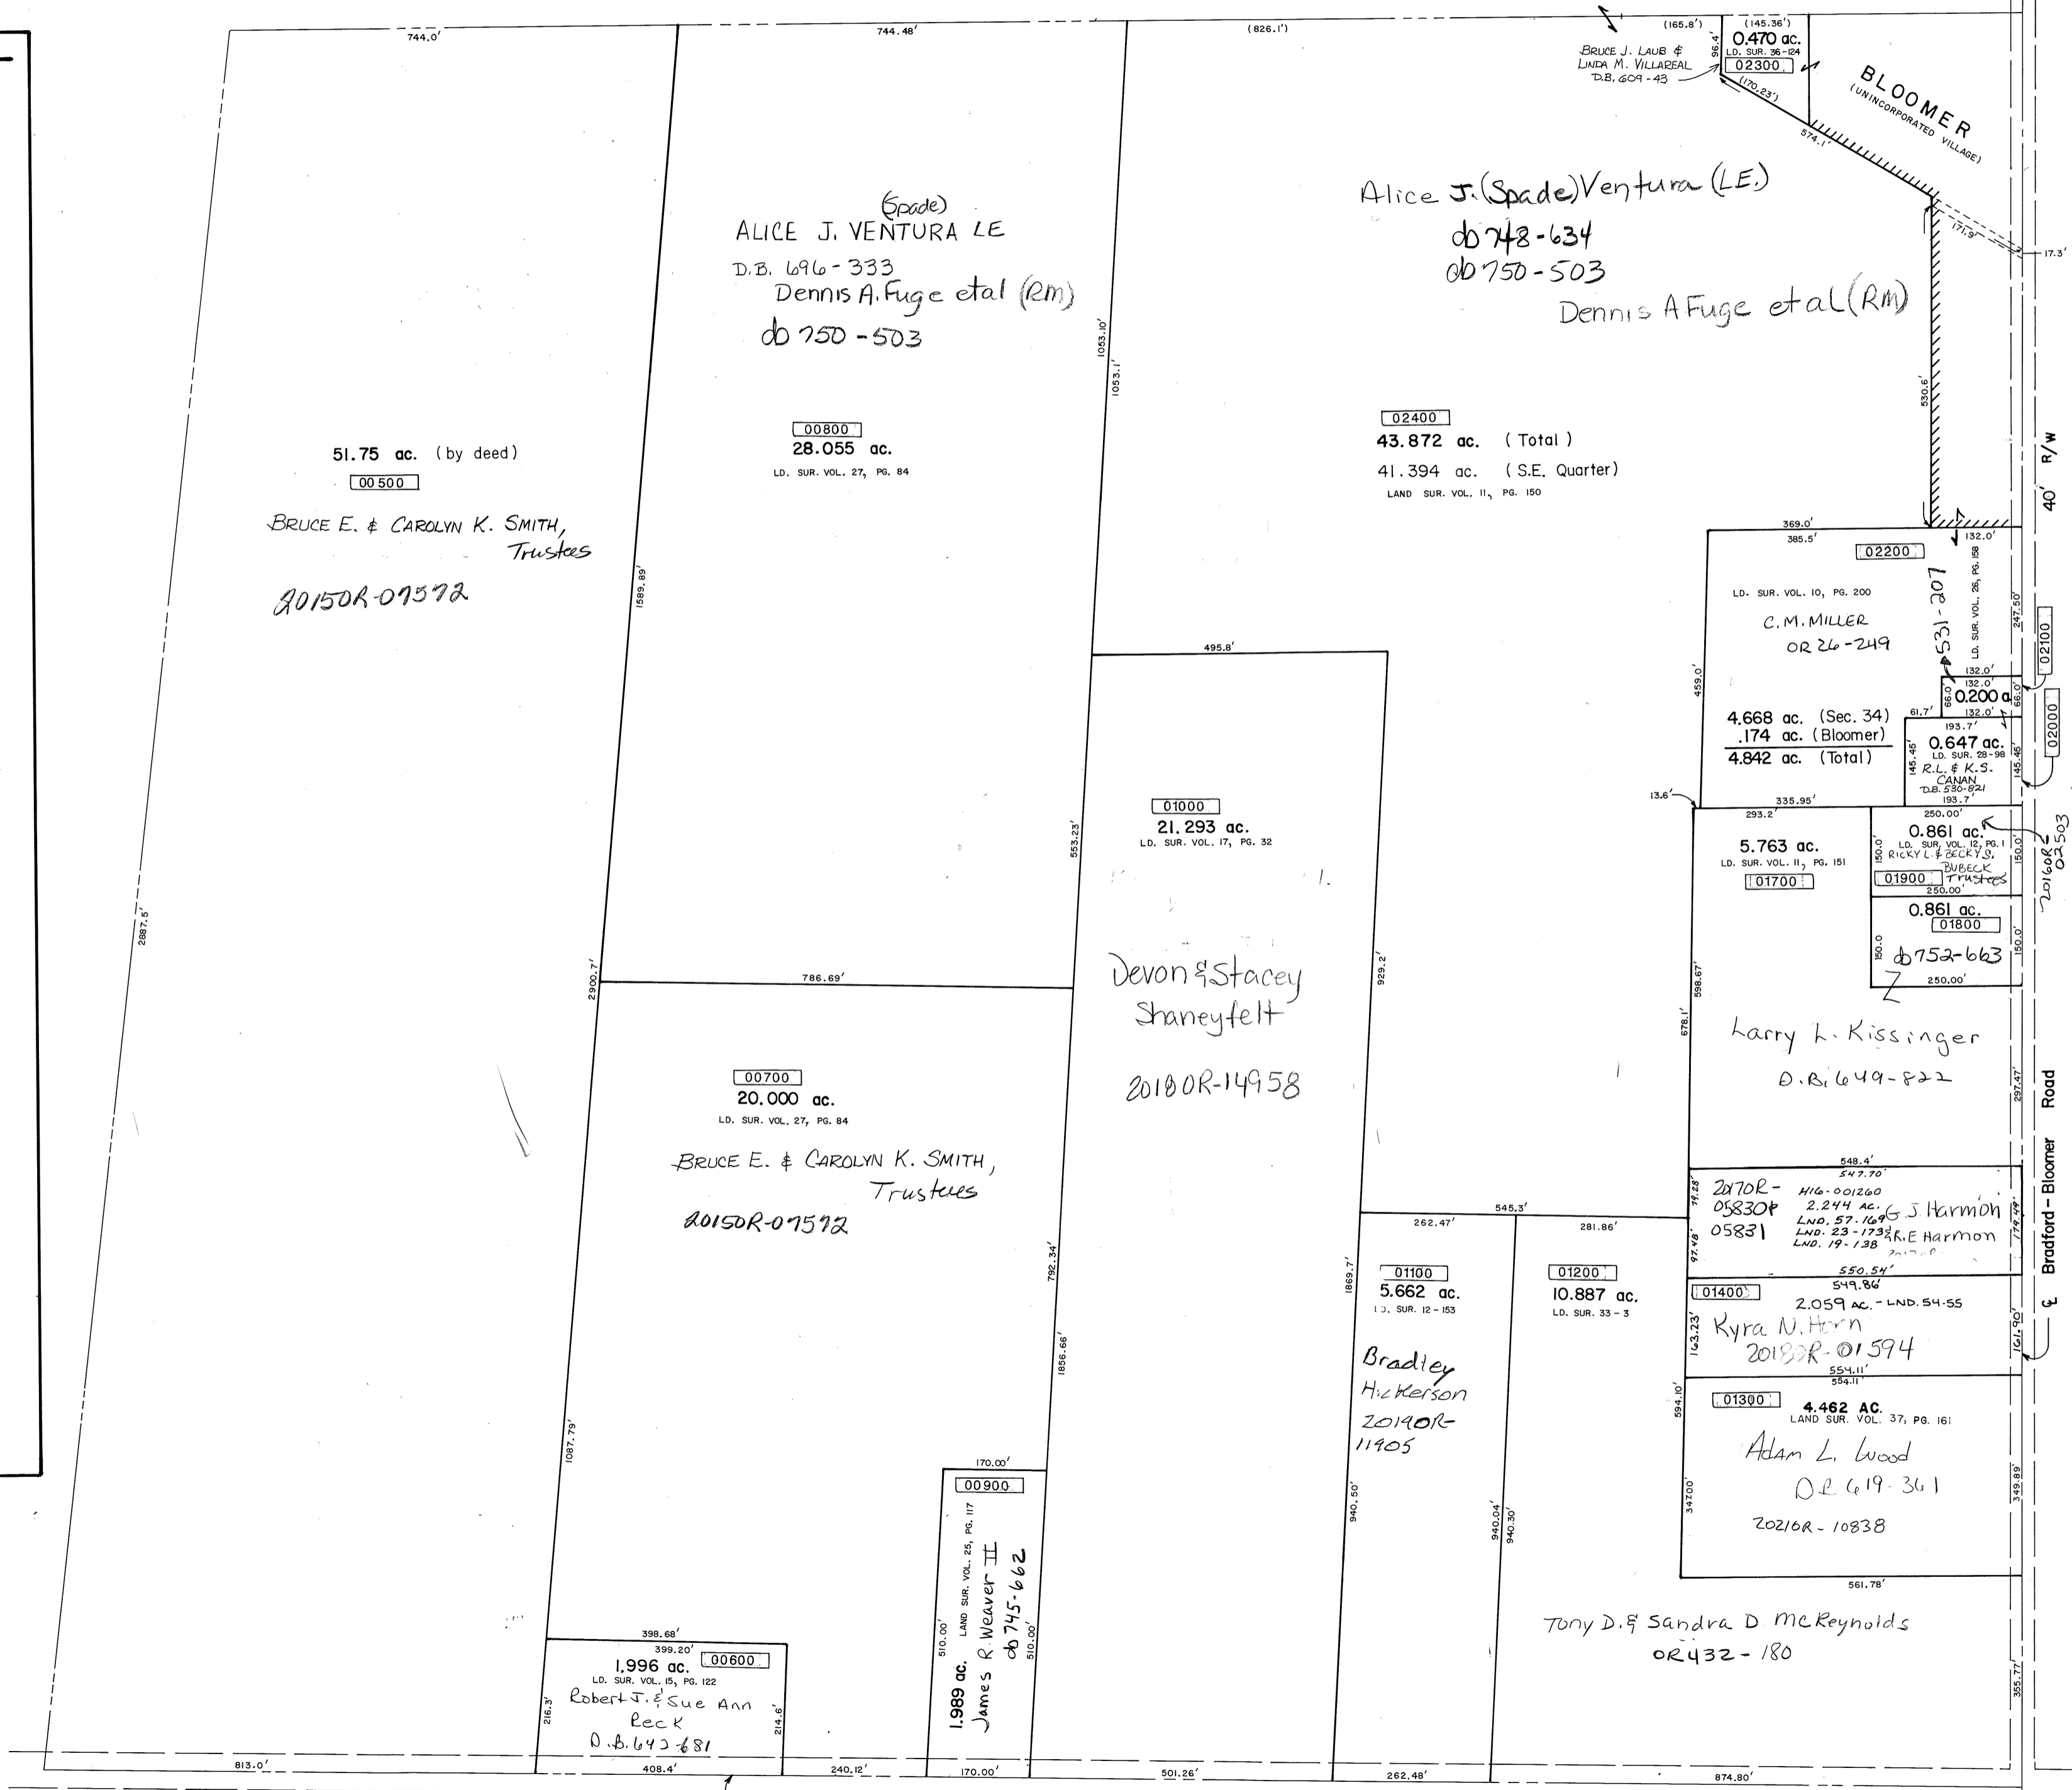 744.0'
744.48'
(826.1')
(165.8')
(145.36')
0.470 ac.
LD. SUR. 36-124
02300
96.4'
(170.23')
BRUCE J. LAUB &
LINDA M. VILLAREAL
D.B. 609-43
BLOOMER
(UNINCORPORATED VILLAGE)
574.1'
171.9'
17.3'
530.6'
(Spade)
ALICE J. VENTURA LE
D.B. 696-333
Dennis A. Fuge etal (RM)
db 750-503
00800
28.055 ac.
LD. SUR. VOL. 27, PG. 84
Alice J. (Spade) Ventura (LE.)
db 748-634
db 750-503
Dennis A Fuge et al (RM)
02400
43.872 ac. (Total)
41.394 ac. (S.E. Quarter)
LAND SUR. VOL. 11, PG. 150
1053.10'
1053.1'
51.75 ac. (by deed)
00500
BRUCE E. & CAROLYN K. SMITH,
Trustees
2015OR-07572
1589.89'
2887.5'
2900.7'
786.69'
553.23'
495.8'
01000
21.293 ac.
LD. SUR. VOL. 17, PG. 32
Devon & Stacey
Shaneyfelt
2018OR-14958
929.2'
369.0'
385.5'
132.0'
02200
LD. SUR. VOL. 10, PG. 200
C.M. MILLER
OR 26-249
531-207
LD. SUR. VOL. 26, PG. 158
247.50'
02100
459.0'
4.668 ac. (Sec. 34)
.174 ac. (Bloomer)
4.842 ac. (Total)
132.0'
132.0'
66.0'
0.200 a
66.0'
61.7'
132.0'
02000
193.7'
0.647 ac.
LD. SUR. 28-98
R.L. & K.S.
CANAN
D.B. 530-821
193.7'
145.45'
145.45'
13.6'
335.95'
293.2'
5.763 ac.
LD. SUR. VOL. 11, PG. 151
01700
250.00'
0.861 ac.
LD. SUR. VOL. 12, PG. 1
RICKY L. & BECKY S.
BUBECK
Trustees
01900
250.00'
150.0'
150.0'
2016OR-
02503
0.861 ac.
01800
db752-663
250.00'
150.0
150.0'
598.67'
678.1'
Larry L. Kissinger
D.B. 649-822
297.47'
40' R/W
Bradford-Bloomer Road
548.4'
547.70'
2017OR-
05830 &
05831
H16-001260
2.244 AC.
LND. 57-169
LND. 23-173
LND. 19-138
G J. Harmon
& R.E Harmon
79.28'
97.48'
179.49'
550.54'
549.86'
01400
2.059 AC. - LND. 54-55
Kyra N. Horn
2018OR-01594
163.23'
161.90'
554.11'
554.11'
01300
4.462 AC.
LAND SUR. VOL. 37, PG. 161
Adam L. Wood
2021OR-10838
594.10'
347.00'
349.89'
561.78'
00700
20.000 ac.
LD. SUR. VOL. 27, PG. 84
BRUCE E. & CAROLYN K. SMITH,
Trustees
2015OR-07572
792.34'
1856.66'
1087.79'
545.3'
262.47'
281.86'
1869.7'
01100
5.662 ac.
LD. SUR. 12-153
Bradley
Hickerson
2019OR-
11905
940.50'
940.04'
940.30'
01200
10.887 ac.
LD. SUR. 33-3
Tony D. & Sandra D McReynolds
OR432-180
355.77'
170.00'
00900
510.00'
1.989 ac. LAND SUR. VOL. 25, PG. 117
James R. Weaver II
db 745-662
510.00'
398.68'
399.20'
1.996 ac.
00600
LD. SUR. VOL. 15, PG. 122
Robert J. & Sue Ann
Reck
216.3'
214.6'
813.0'
408.4'
240.12'
170.00'
501.26'
262.48'
874.80'